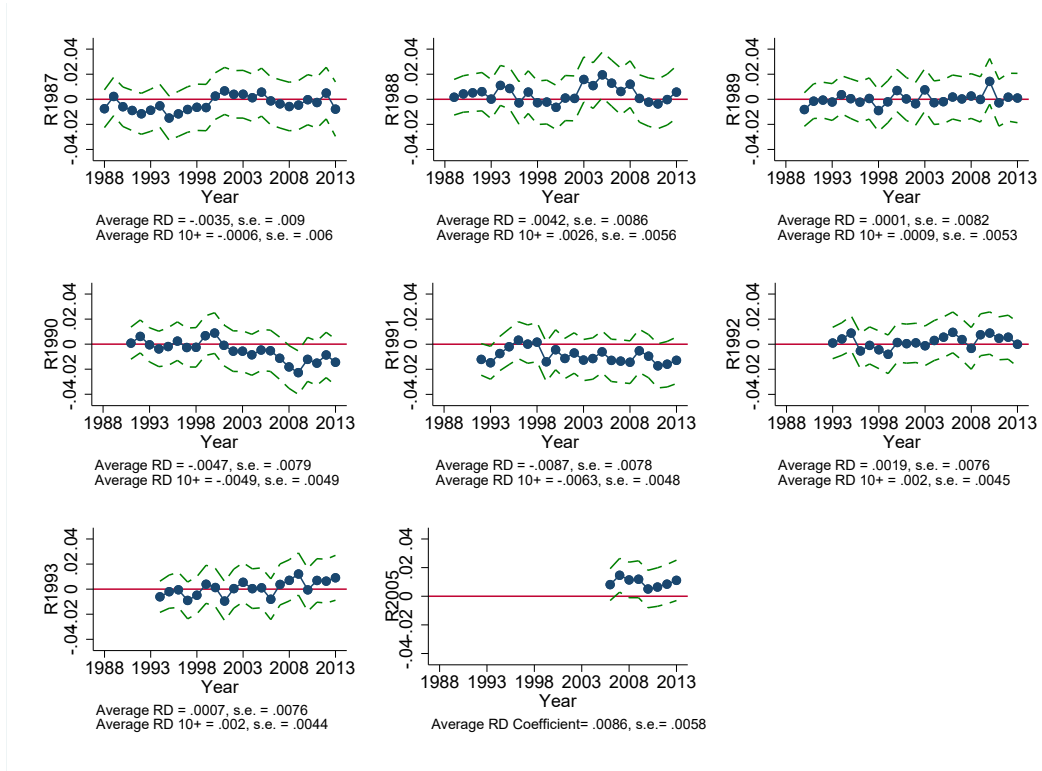 R1987
-.04-.02 0 .02.04
1988 1993 1998 2003 2008 2013
Year
Average RD = -.0035, s.e. = .009
Average RD 10+ = -.0006, s.e. = .006
R1988
-.04-.02 0 .02.04
1988 1993 1998 2003 2008 2013
Year
Average RD = .0042, s.e. = .0086
Average RD 10+ = .0026, s.e. = .0056
R1989
-.04-.02 0 .02.04
1988 1993 1998 2003 2008 2013
Year
Average RD = .0001, s.e. = .0082
Average RD 10+ = .0009, s.e. = .0053
R1990
-.04-.02 0 .02.04
1988 1993 1998 2003 2008 2013
Year
Average RD = -.0047, s.e. = .0079
Average RD 10+ = -.0049, s.e. = .0049
R1991
-.04-.02 0 .02.04
1988 1993 1998 2003 2008 2013
Year
Average RD = -.0087, s.e. = .0078
Average RD 10+ = -.0063, s.e. = .0048
R1992
-.04-.02 0 .02.04
1988 1993 1998 2003 2008 2013
Year
Average RD = .0019, s.e. = .0076
Average RD 10+ = .002, s.e. = .0045
R1993
-.04-.02 0 .02.04
1988 1993 1998 2003 2008 2013
Year
Average RD = .0007, s.e. = .0076
Average RD 10+ = .002, s.e. = .0044
R2005
-.04-.02 0 .02.04
1988 1993 1998 2003 2008 2013
Year
Average RD Coefficient= .0086, s.e.= .0058